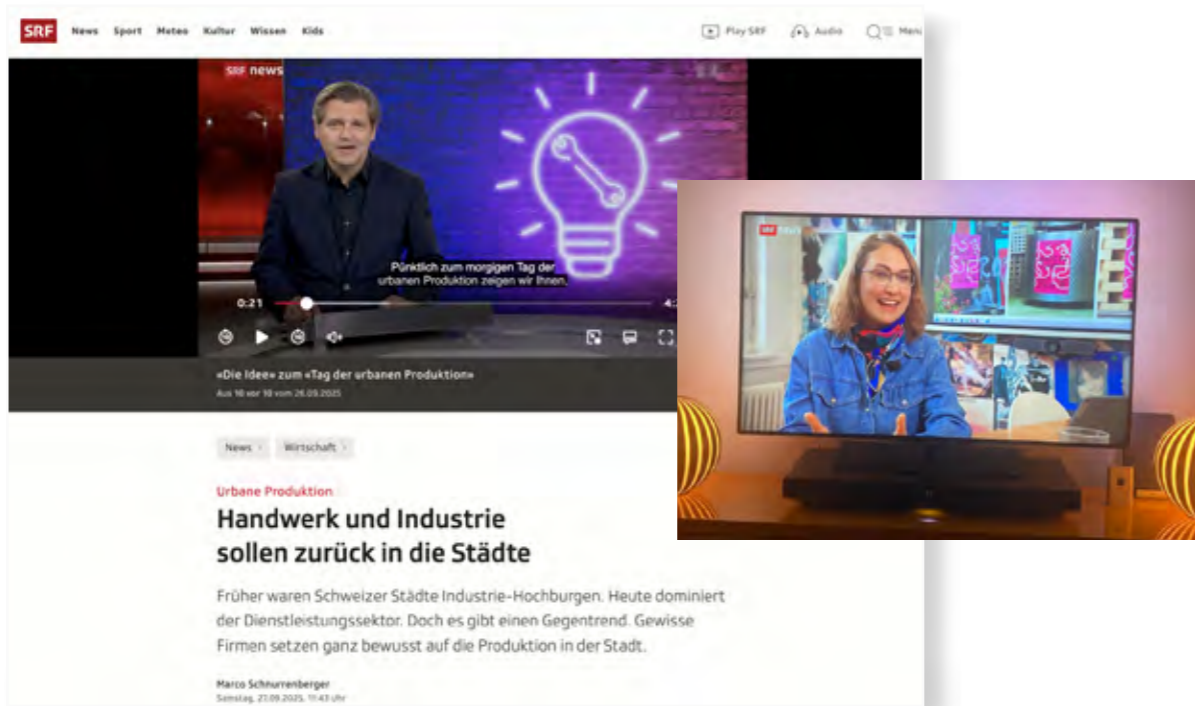 SRF News Sport Meteo Kultur Wissen Kids Play SRF Audio Menü
SRF news
Pünktlich zum morgigen Tag der
urbanen Produktion zeigen wir Ihnen,
0:21
«Die Idee» zum «Tag der urbanen Produktion»
Aus 10 vor 10 vom 26.09.2025
SRF news
News
Wirtschaft
Urbane Produktion
Handwerk und Industrie
sollen zurück in die Städte
Früher waren Schweizer Städte Industrie-Hochburgen. Heute dominiert
der Dienstleistungssektor. Doch es gibt einen Gegentrend. Gewisse
Firmen setzen ganz bewusst auf die Produktion in der Stadt.
Marco Schnurrenberger
Samstag, 27.09.2025, 11:43 Uhr